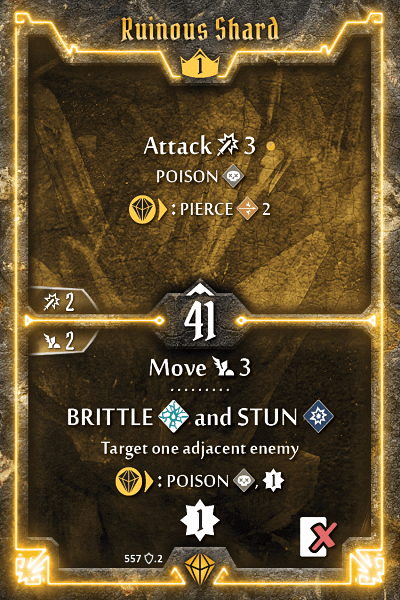 Ruinous Shard
1
Attack 3
POISON
: PIERCE 2
2
41
2
Move 3
BRITTLE and STUN
Target one adjacent enemy
: POISON , 1
1
557 .2